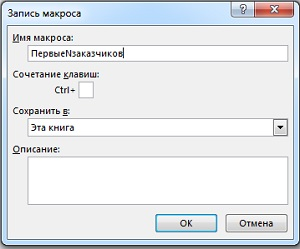 Запись макроса
Имя макроса:
ПервыеNзаказчиков
Сочетание клавиш:
Ctrl+
Сохранить в:
Эта книга
Описание:
ОК
Отмена